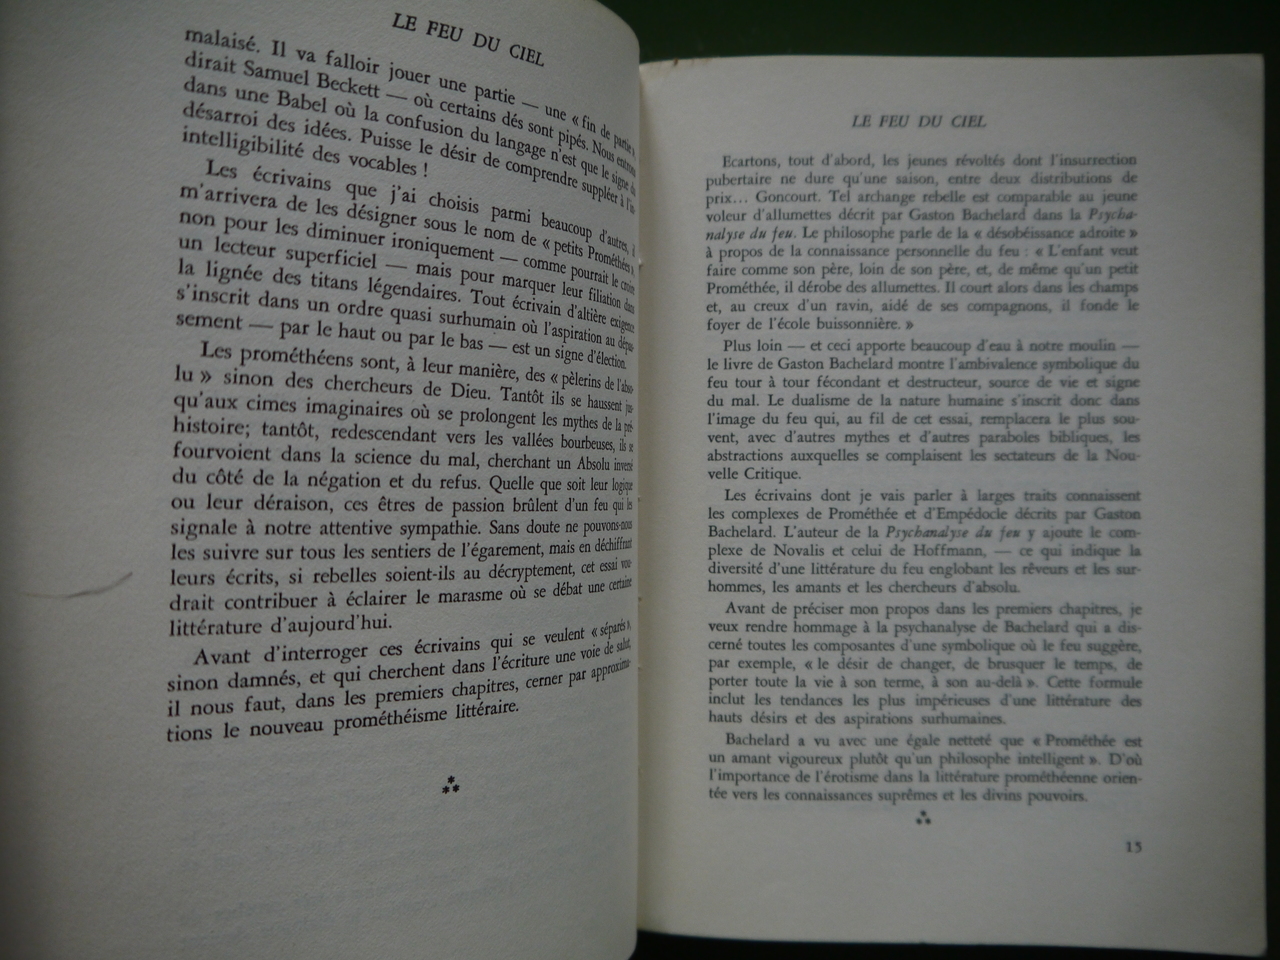 LE FEU DU CIEL
malaisé. Il va falloir jouer une partie — une « fin de partie »
dirait Samuel Beckett — où certains dés sont pipés. Nous entrons
dans une Babel où la confusion du langage n'est que le signe du
désarroi des idées. Puisse le désir de comprendre suppléer à l'in-
intelligibilité des vocables !
Les écrivains que j'ai choisis parmi beaucoup d'autres, il
m'arrivera de les désigner sous le nom de « petits Prométhées »,
non pour les diminuer ironiquement — comme pourrait le croire
un lecteur superficiel — mais pour marquer leur filiation dans
la lignée des titans légendaires. Tout écrivain d'altière exigence
s'inscrit dans un ordre quasi surhumain où l'aspiration au dépas-
sement — par le haut ou par le bas — est un signe d'élection.
Les prométhéens sont, à leur manière, des « pèlerins de l'abso-
lu » sinon des chercheurs de Dieu. Tantôt ils se haussent jus-
qu'aux cimes imaginaires où se prolongent les mythes de la pré-
histoire; tantôt, redescendant vers les vallées bourbeuses, ils se
fourvoient dans la science du mal, cherchant un Absolu inversé
du côté de la négation et du refus. Quelle que soit leur logique
ou leur déraison, ces êtres de passion brûlent d'un feu qui les
signale à notre attentive sympathie. Sans doute ne pouvons-nous
les suivre sur tous les sentiers de l'égarement, mais en déchiffrant
leurs écrits, si rebelles soient-ils au décryptement, cet essai vou-
drait contribuer à éclairer le marasme où se débat une certaine
littérature d'aujourd'hui.
Avant d'interroger ces écrivains qui se veulent « séparés »,
sinon damnés, et qui cherchent dans l'écriture une voie de salut,
il nous faut, dans les premiers chapitres, cerner par approxima-
tions le nouveau prométhéisme littéraire.
⁂
LE FEU DU CIEL
Ecartons, tout d'abord, les jeunes révoltés dont l'insurrection
pubertaire ne dure qu'une saison, entre deux distributions de
prix... Goncourt. Tel archange rebelle est comparable au jeune
voleur d'allumettes décrit par Gaston Bachelard dans la Psycha-
nalyse du feu. Le philosophe parle de la « désobéissance adroite »
à propos de la connaissance personnelle du feu : « L'enfant veut
faire comme son père, loin de son père, et, de même qu'un petit
Prométhée, il dérobe des allumettes. Il court alors dans les champs
et, au creux d'un ravin, aidé de ses compagnons, il fonde le
foyer de l'école buissonnière. »
Plus loin — et ceci apporte beaucoup d'eau à notre moulin —
le livre de Gaston Bachelard montre l'ambivalence symbolique du
feu tour à tour fécondant et destructeur, source de vie et signe
du mal. Le dualisme de la nature humaine s'inscrit donc dans
l'image du feu qui, au fil de cet essai, remplacera le plus sou-
vent, avec d'autres mythes et d'autres paraboles bibliques, les
abstractions auxquelles se complaisent les sectateurs de la Nou-
velle Critique.
Les écrivains dont je vais parler à larges traits connaissent
les complexes de Prométhée et d'Empédocle décrits par Gaston
Bachelard. L'auteur de la Psychanalyse du feu y ajoute le com-
plexe de Novalis et celui de Hoffmann, — ce qui indique la
diversité d'une littérature du feu englobant les rêveurs et les sur-
hommes, les amants et les chercheurs d'absolu.
Avant de préciser mon propos dans les premiers chapitres, je
veux rendre hommage à la psychanalyse de Bachelard qui a dis-
cerné toutes les composantes d'une symbolique où le feu suggère,
par exemple, « le désir de changer, de brusquer le temps, de
porter toute la vie à son terme, à son au-delà ». Cette formule
inclut les tendances les plus impérieuses d'une littérature des
hauts désirs et des aspirations surhumaines.
Bachelard a vu avec une égale netteté que « Prométhée est
un amant vigoureux plutôt qu'un philosophe intelligent ». D'où
l'importance de l'érotisme dans la littérature prométhéenne orien-
tée vers les connaissances suprêmes et les divins pouvoirs.
⁂
15